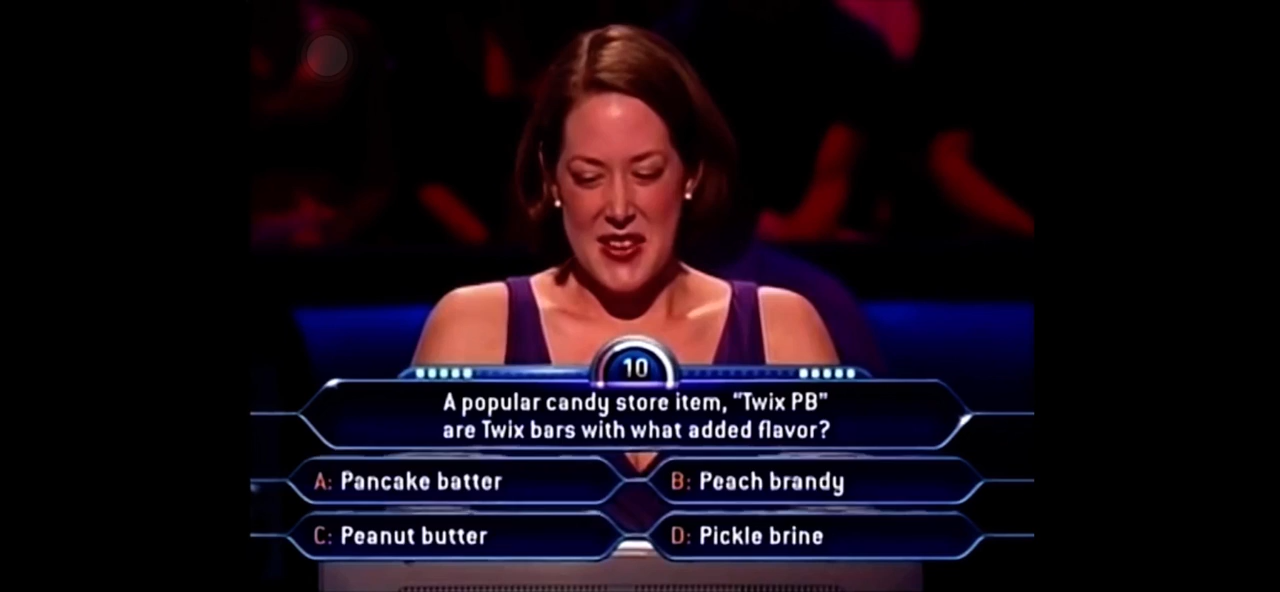 10
A popular candy store item, “Twix PB”
are Twix bars with what added flavor?
A: Pancake batter
B: Peach brandy
C: Peanut butter
D: Pickle brine